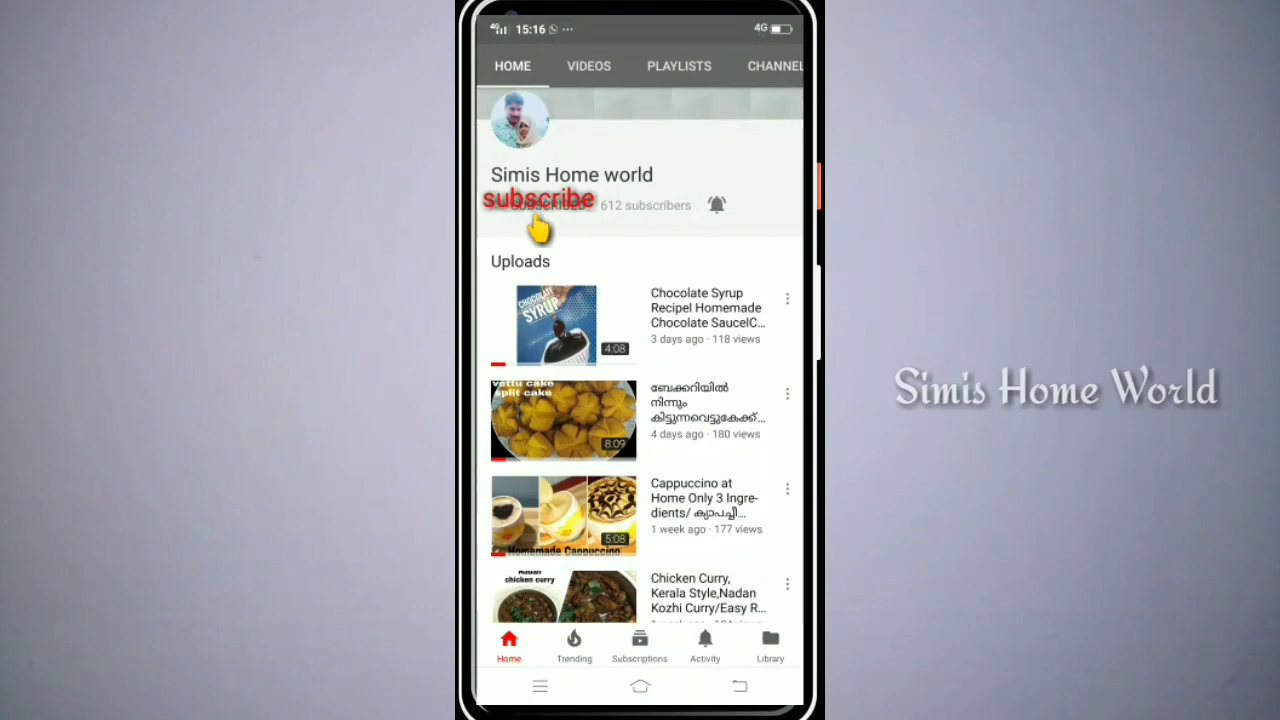 4G 15:16 4G
HOME VIDEOS PLAYLISTS CHANNEL
Simis Home world
subscribe
SUBSCRIBED 612 subscribers
Uploads
CHOCOLATE
SYRUP
4:08
Chocolate Syrup
Recipel Homemade
Chocolate SaucelC...
3 days ago · 118 views
vettu cake
split cake
8:09
ബേക്കറിയിൽ
നിന്നും
കിട്ടുന്നവെട്ടുകേക്ക്...
4 days ago · 180 views
5:08
Homemade Cappuccino
Cappuccino at
Home Only 3 Ingre-
dients/ ക്യാപച്ചീ...
1 week ago · 177 views
Nadan
chicken curry
Chicken Curry,
Kerala Style,Nadan
Kozhi Curry/Easy R...
Home Trending Subscriptions Activity Library
Simis Home World